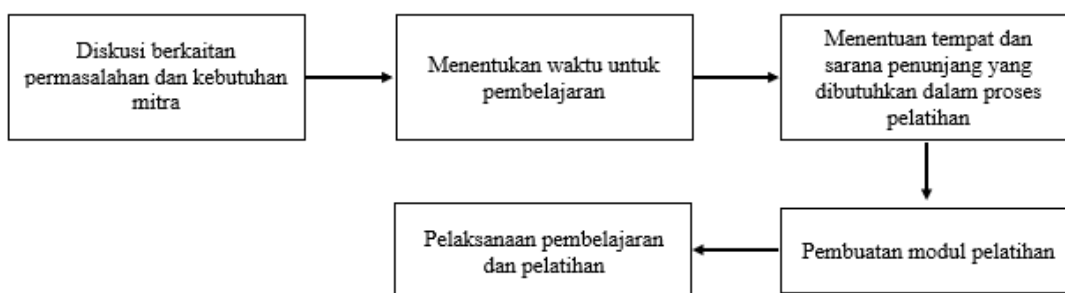 Diskusi berkaitan
permasalahan dan kebutuhan
mitra
Menentukan waktu untuk
pembelajaran
Menentuan tempat dan
sarana penunjang yang
dibutuhkan dalam proses
pelatihan
Pembuatan modul pelatihan
Pelaksanaan pembelajaran
dan pelatihan